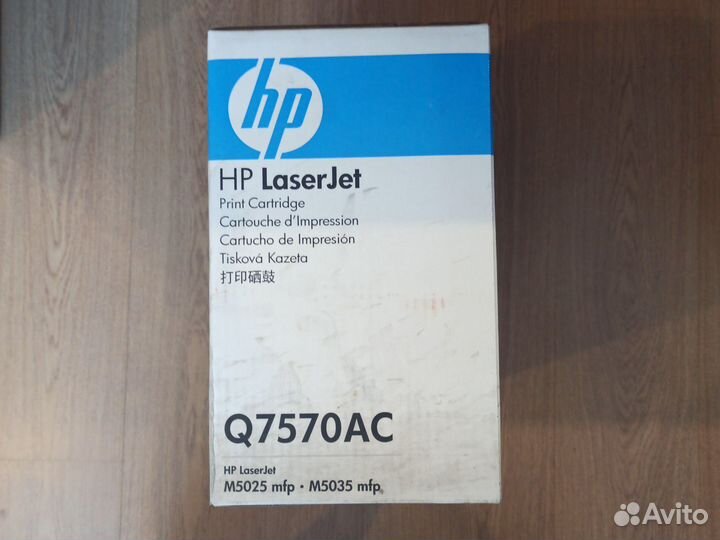 hp
HP LaserJet
Print Cartridge
Cartouche d'Impression
Cartucho de Impresión
Tisková Kazeta
打印硒鼓
Q7570AC
HP LaserJet
M5025 mfp • M5035 mfp
Avito